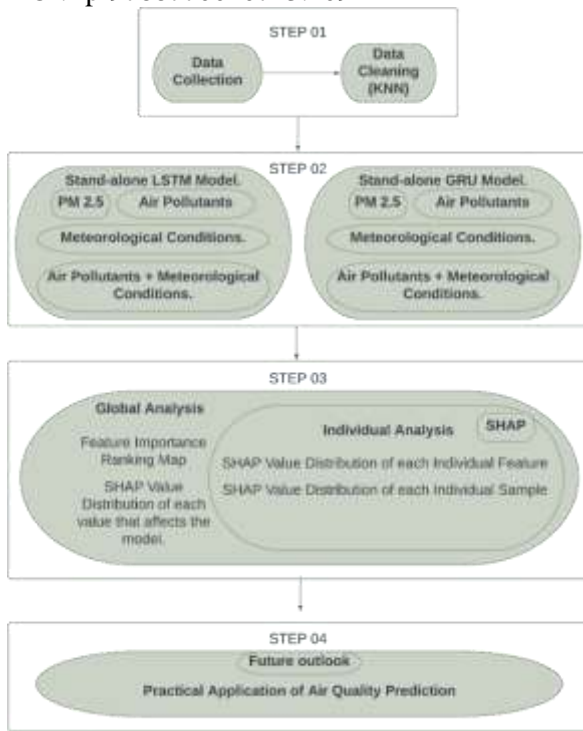 STEP 01
Data
Collection
Data
Cleaning
(KNN)
STEP 02
Stand-alone LSTM Model.
PM 2.5
Air Pollutants
Meteorological Conditions.
Air Pollutants + Meteorological
Conditions.
Stand-alone GRU Model.
PM 2.5
Air Pollutants
Meteorological Conditions.
Air Pollutants + Meteorological
Conditions.
STEP 03
Global Analysis
Feature Importance
Ranking Map
SHAP Value
Distribution of each
value that affects the
model.
Individual Analysis
SHAP
SHAP Value Distribution of each Individual Feature
SHAP Value Distribution of each Individual Sample
STEP 04
Future outlook
Practical Application of Air Quality Prediction